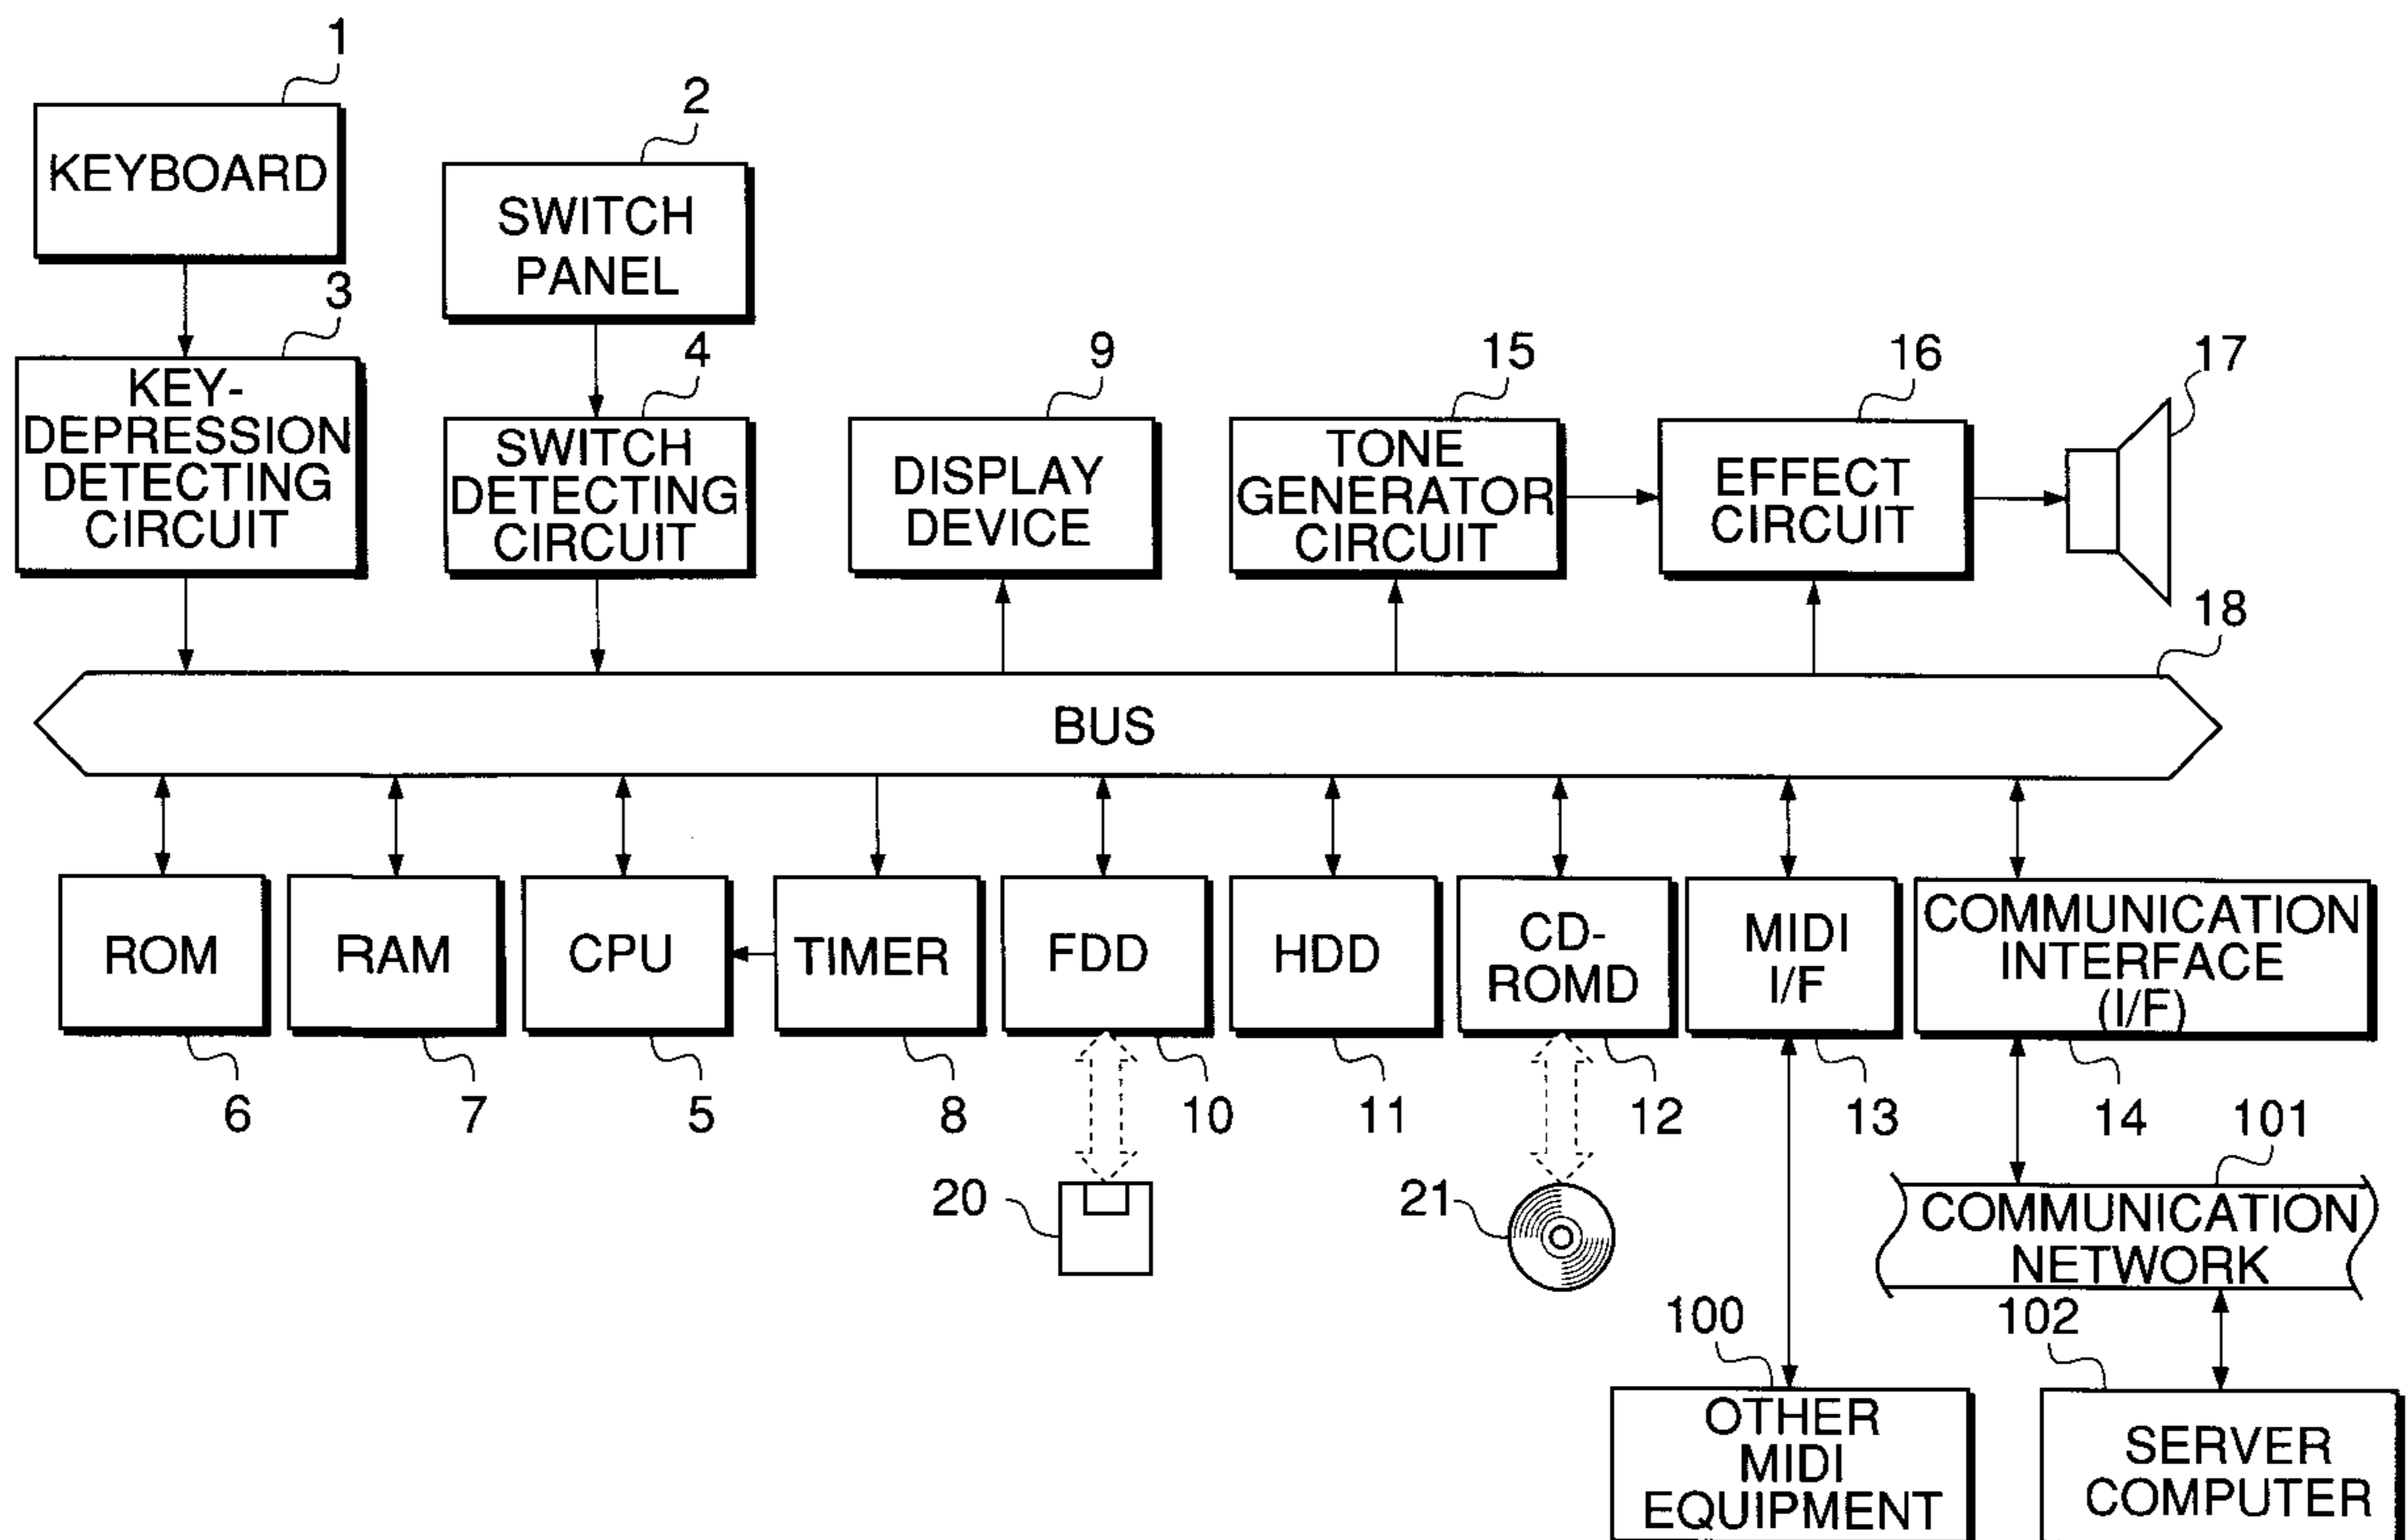 1
KEYBOARD
2
SWITCH
PANEL
3
KEY-
DEPRESSION
DETECTING
CIRCUIT
4
SWITCH
DETECTING
CIRCUIT
9
DISPLAY
DEVICE
15
TONE
GENERATOR
CIRCUIT
16
EFFECT
CIRCUIT
17
18
BUS
ROM
RAM
CPU
TIMER
FDD
HDD
CD-
ROMD
MIDI
I/F
COMMUNICATION
INTERFACE
(I/F)
6
7
5
8
10
11
12
13
14
101
20
21
COMMUNICATION
NETWORK
100
102
OTHER
MIDI
EQUIPMENT
SERVER
COMPUTER